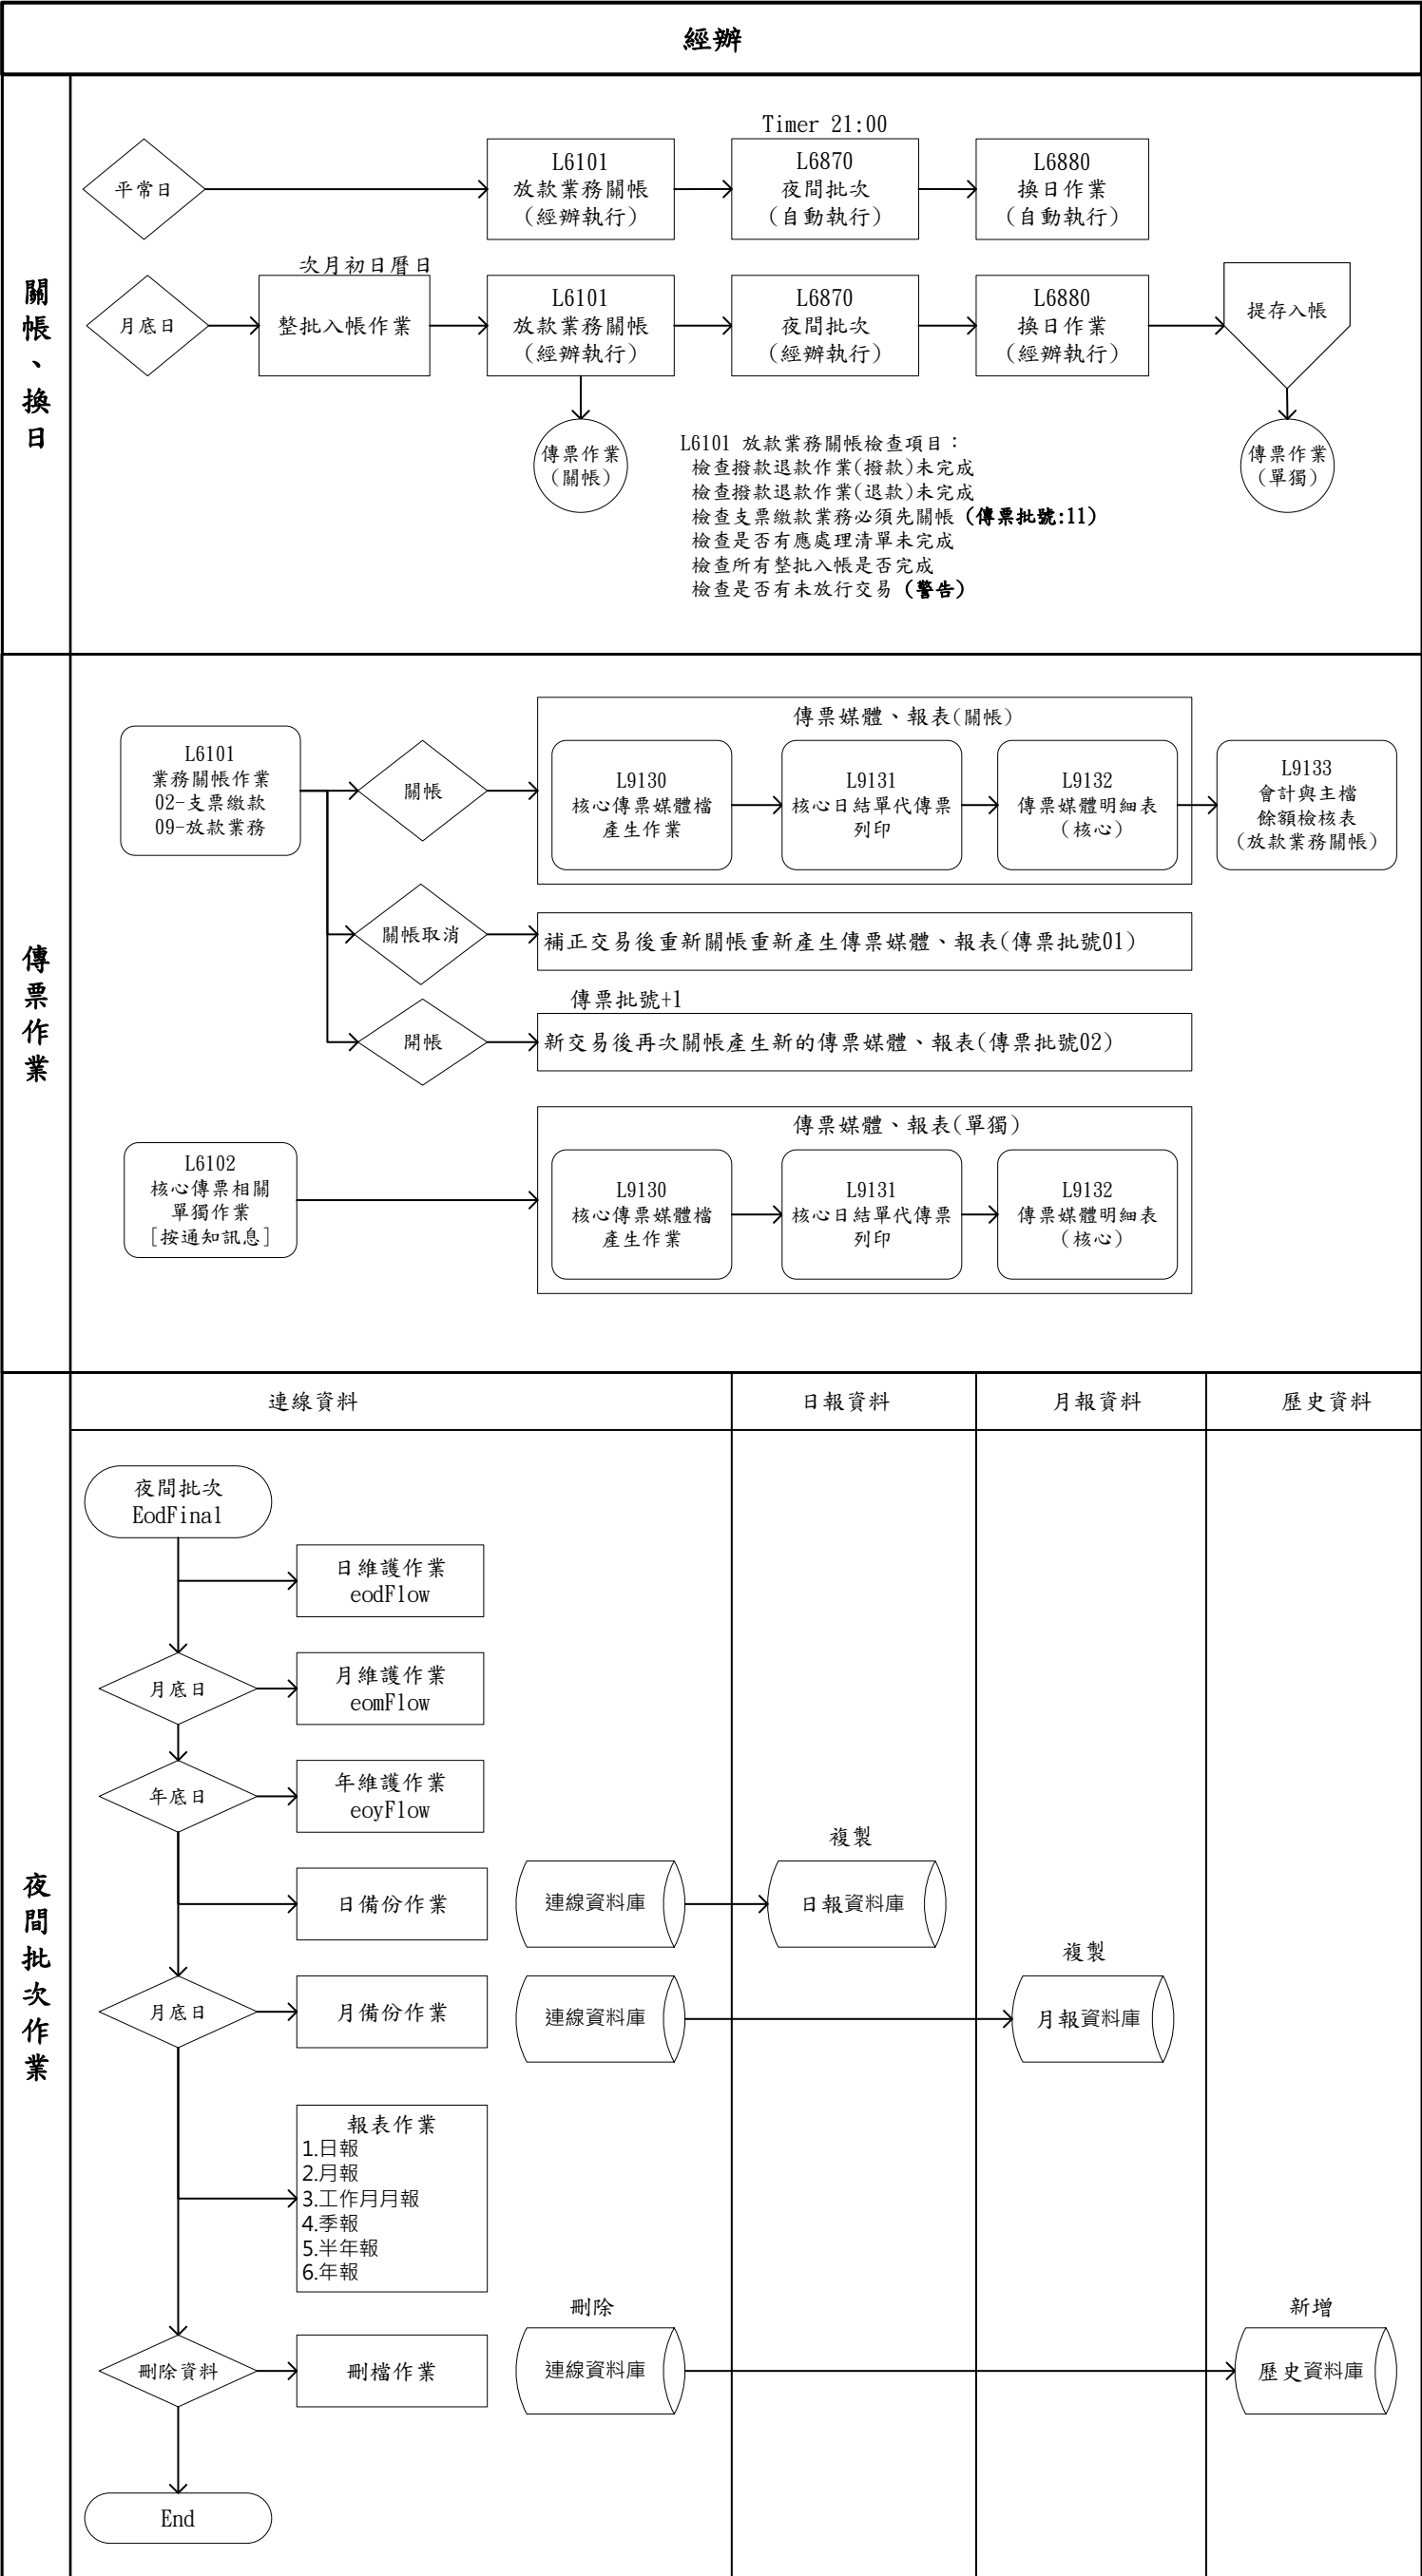 經辦
關帳、換日
平常日
L6101
放款業務關帳
(經辦執行)
Timer 21:00
L6870
夜間批次
(自動執行)
L6880
換日作業
(自動執行)
月底日
次月初日曆日
整批入帳作業
L6101
放款業務關帳
(經辦執行)
L6870
夜間批次
(經辦執行)
L6880
換日作業
(經辦執行)
提存入帳
傳票作業
(關帳)
傳票作業
(單獨)
L6101 放款業務關帳檢查項目：
檢查撥款退款作業(撥款)未完成
檢查撥款退款作業(退款)未完成
檢查支票繳款業務必須先關帳(傳票批號:11)
檢查是否有應處理清單未完成
檢查所有整批入帳是否完成
檢查是否有未放行交易(警告)
傳票作業
L6101
業務關帳作業
02-支票繳款
09-放款業務
關帳
傳票媒體、報表(關帳)
L9130
核心傳票媒體檔
產生作業
L9131
核心日結單代傳票
列印
L9132
傳票媒體明細表
(核心)
L9133
會計與主檔
餘額檢核表
(放款業務關帳)
關帳取消
補正交易後重新關帳重新產生傳票媒體、報表(傳票批號01)
傳票批號+1
開帳
新交易後再次關帳產生新的傳票媒體、報表(傳票批號02)
L6102
核心傳票相關
單獨作業
[按通知訊息]
傳票媒體、報表(單獨)
L9130
核心傳票媒體檔
產生作業
L9131
核心日結單代傳票
列印
L9132
傳票媒體明細表
(核心)
夜間批次作業
連線資料
日報資料
月報資料
歷史資料
夜間批次
EodFinal
日維護作業
eodFlow
月底日
月維護作業
eomFlow
年底日
年維護作業
eoyFlow
日備份作業
連線資料庫
複製
日報資料庫
月底日
月備份作業
連線資料庫
複製
月報資料庫
報表作業
1.日報
2.月報
3.工作月月報
4.季報
5.半年報
6.年報
刪除資料
刪檔作業
刪除
連線資料庫
新增
歷史資料庫
End